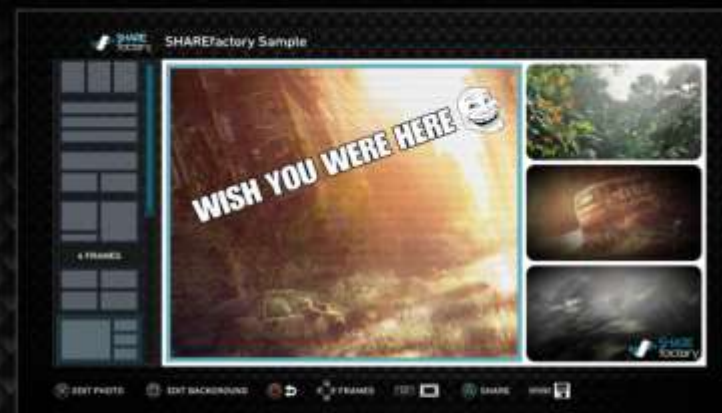 SHARE
factory
SHAREfactory Sample
WISH YOU WERE HERE
4 FRAMES
SHARE
factory
EDIT PHOTO
EDIT BACKGROUND
FRAMES
SHARE